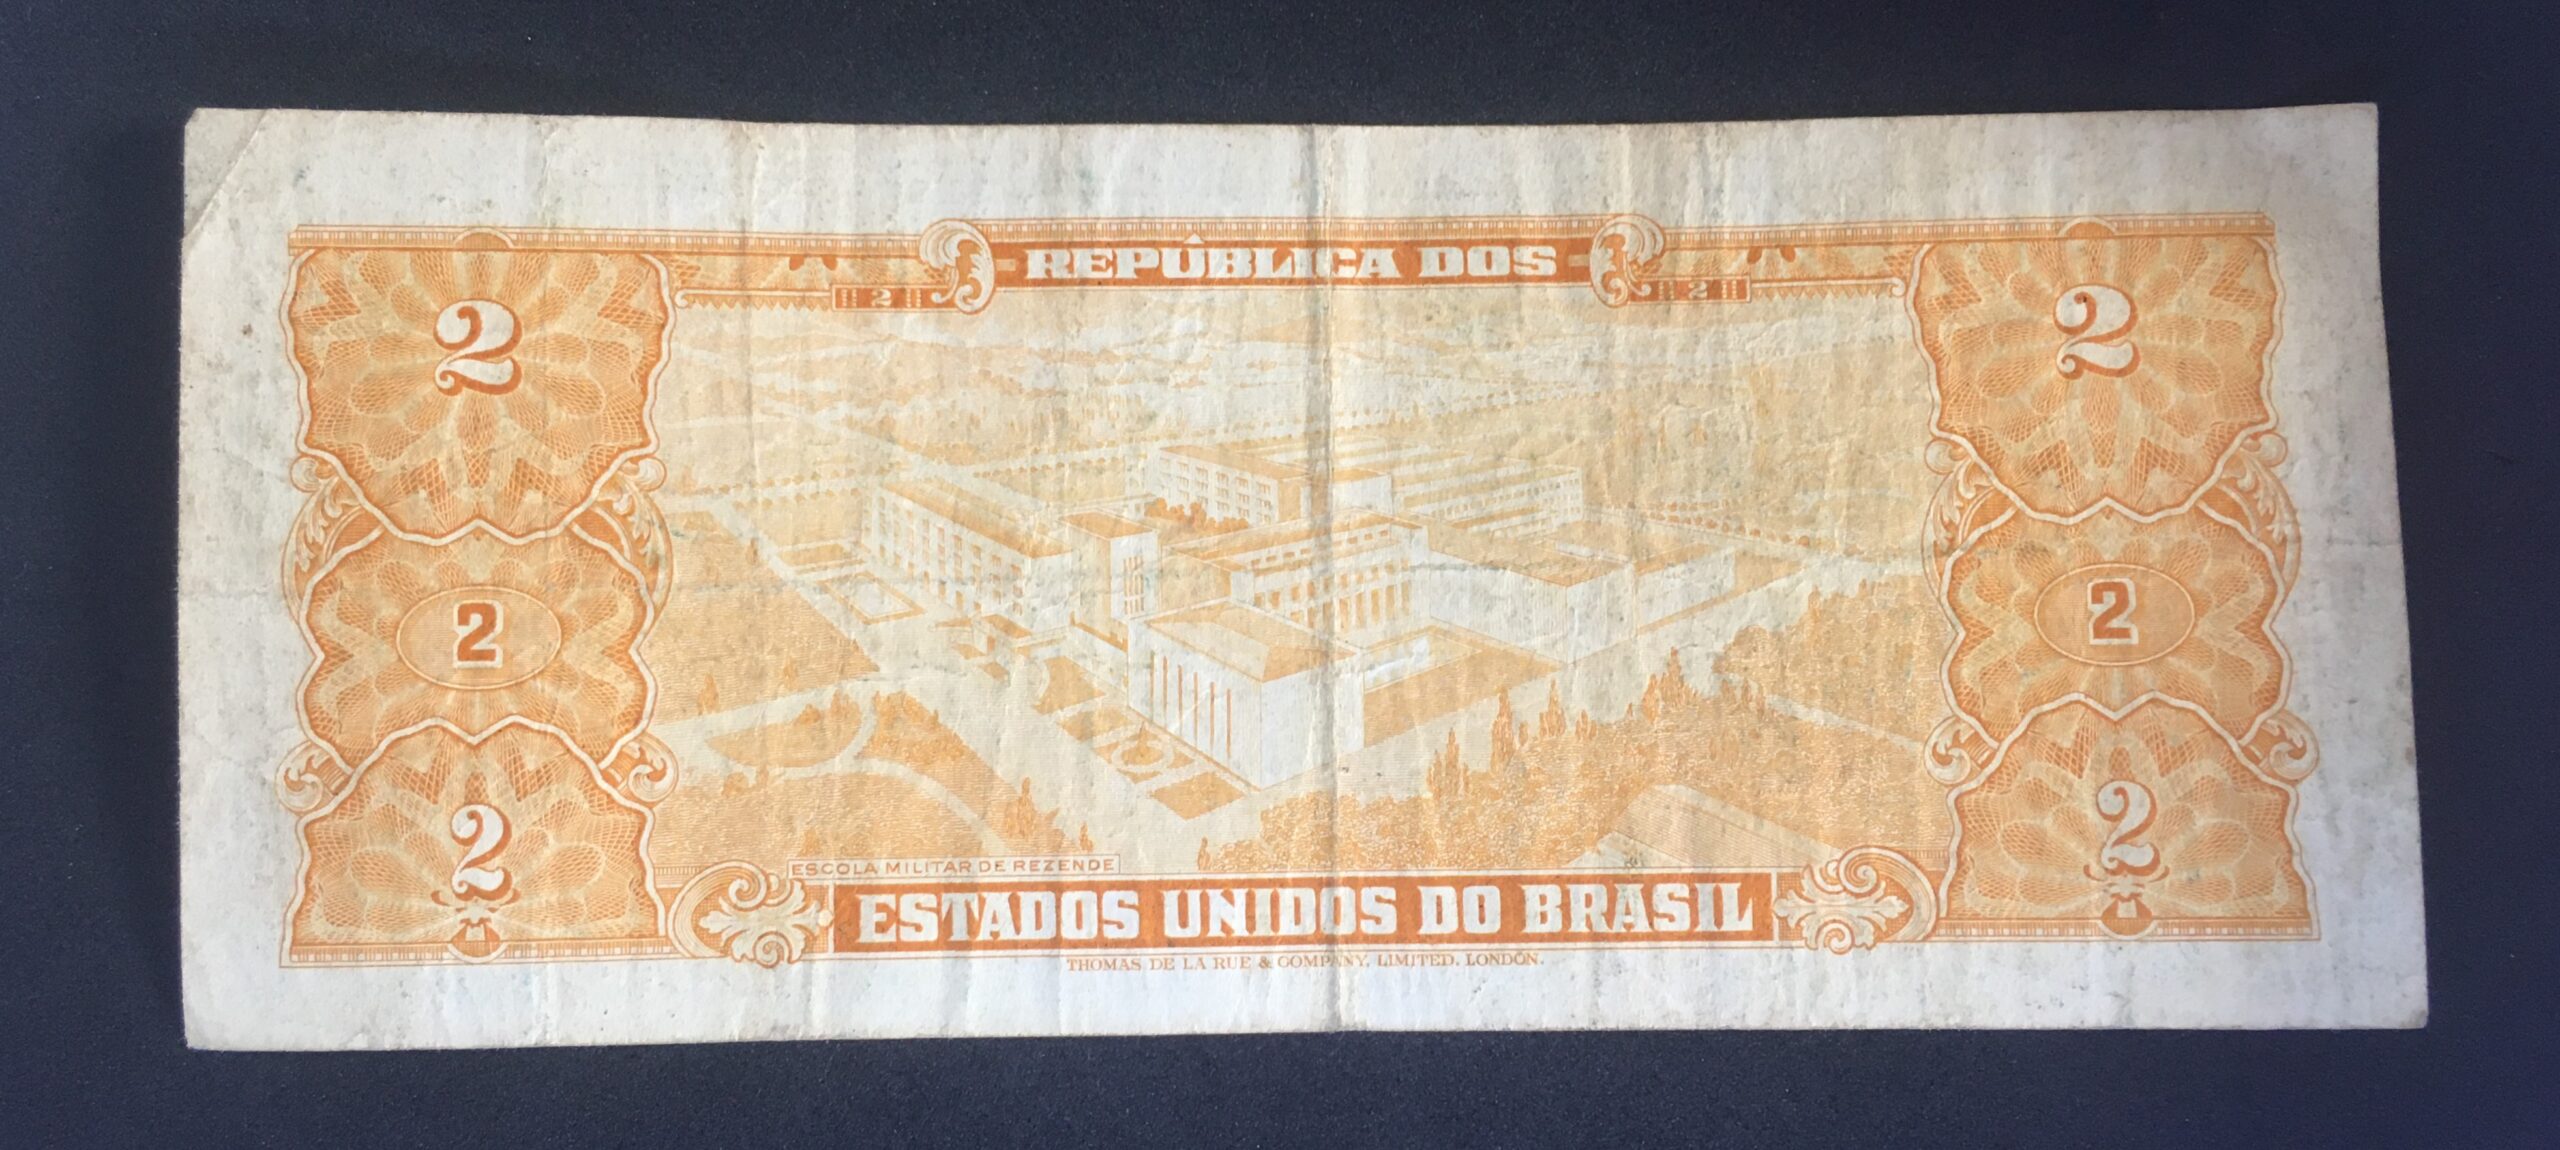 REPÚBLICA DOS
2 2
2 2
2 2
2 2
ESCOLA MILITAR DE REZENDE
ESTADOS UNIDOS DO BRASIL
THOMAS DE LA RUE & COMPANY, LIMITED. LONDON.